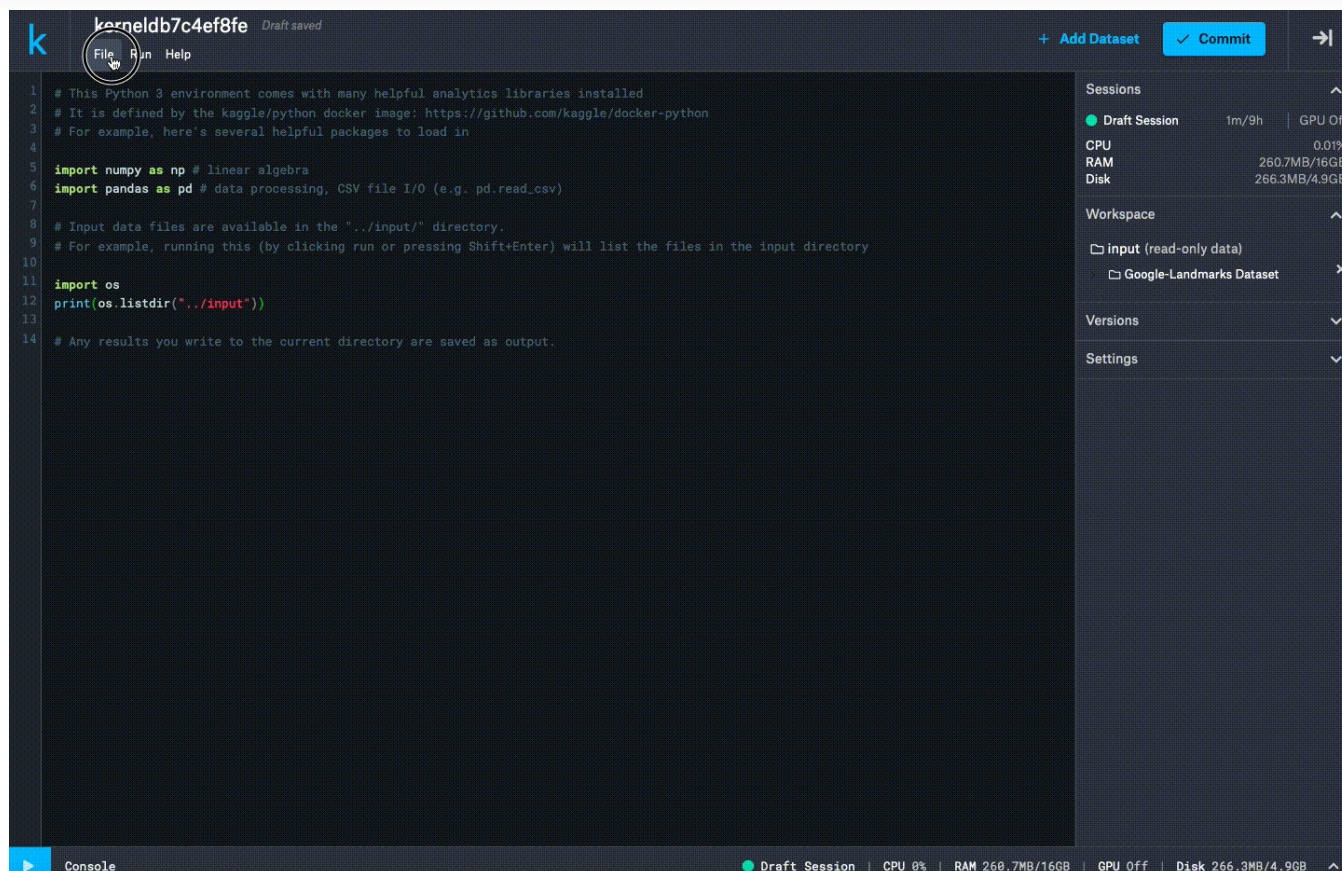 k
kerneldb7c4ef8fe Draft saved
File Run Help
+ Add Dataset
Commit
1 # This Python 3 environment comes with many helpful analytics libraries installed
2 # It is defined by the kaggle/python docker image: https://github.com/kaggle/docker-python
3 # For example, here's several helpful packages to load in
4
5 import numpy as np # linear algebra
6 import pandas as pd # data processing, CSV file I/O (e.g. pd.read_csv)
7
8 # Input data files are available in the "../input/" directory.
9 # For example, running this (by clicking run or pressing Shift+Enter) will list the files in the input directory
10
11 import os
12 print(os.listdir("../input"))
13
14 # Any results you write to the current directory are saved as output.
Sessions
Draft Session 1m/9h | GPU Of
CPU 0.01%
RAM 260.7MB/16GB
Disk 266.3MB/4.9GB
Workspace
input (read-only data)
Google-Landmarks Dataset
Versions
Settings
Console
Draft Session | CPU 0% | RAM 260.7MB/16GB | GPU Off | Disk 266.3MB/4.9GB